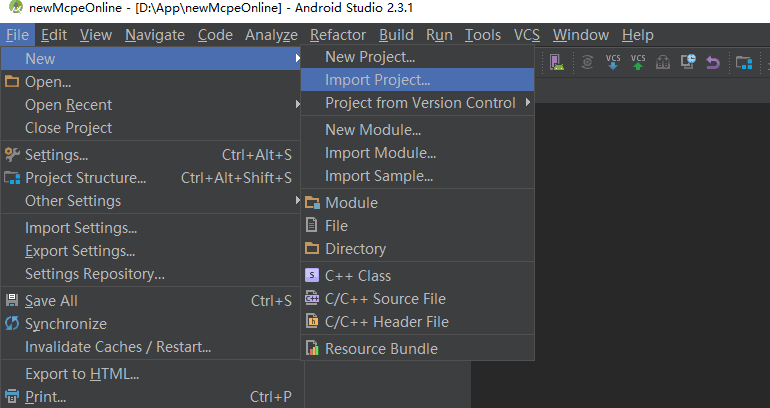 newMcpeOnline - [D:\App\newMcpeOnline] - Android Studio 2.3.1
File Edit View Navigate Code Analyze Refactor Build Run Tools VCS Window Help
New
Open...
Open Recent
Close Project
Settings... Ctrl+Alt+S
Project Structure... Ctrl+Alt+Shift+S
Other Settings
Import Settings...
Export Settings...
Settings Repository...
Save All Ctrl+S
Synchronize
Invalidate Caches / Restart...
Export to HTML...
Print... Ctrl+P
New Project...
Import Project...
Project from Version Control
New Module...
Import Module...
Import Sample...
Module
File
Directory
S C++ Class
C++ C/C++ Source File
h C/C++ Header File
Resource Bundle
VCS VCS